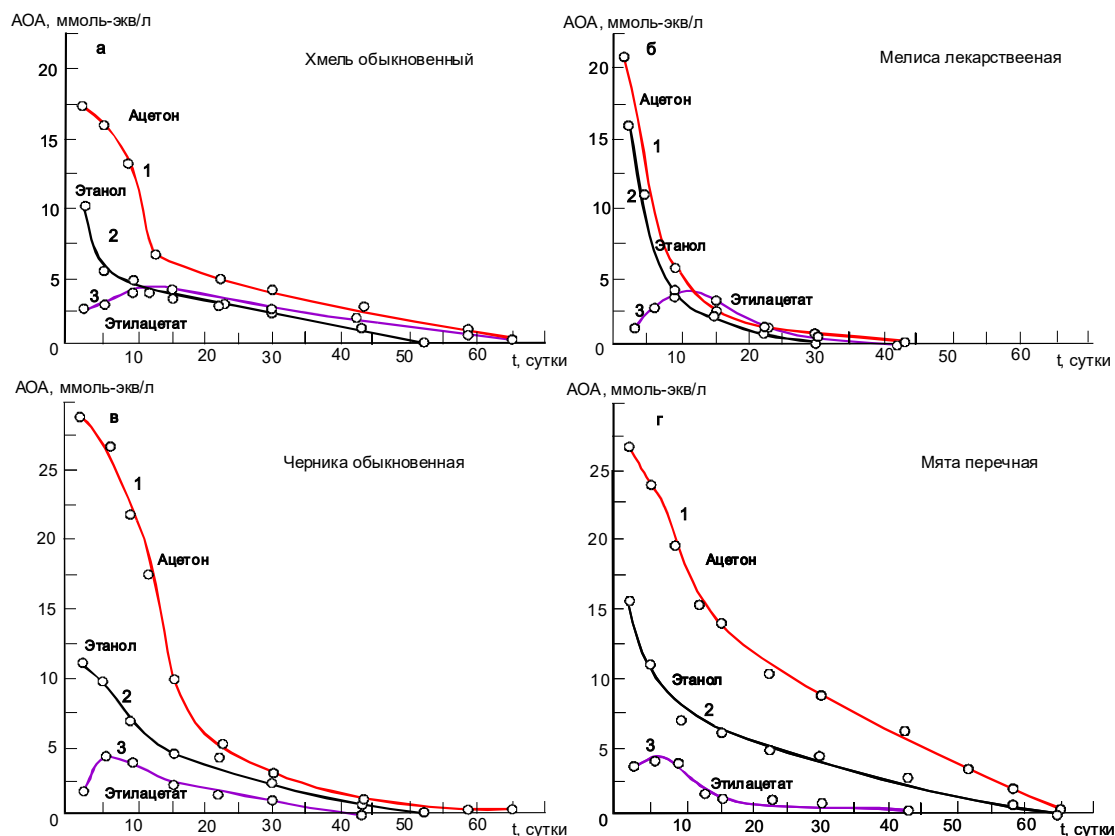 АОА, ммоль-экв/л
а
Хмель обыкновенный
20
Ацетон
15
1
Этанол
10
2
5
3
Этилацетат
0
10 20 30 40 50 60 t, сутки
АОА, ммоль-экв/л
б
Мелиса лекарствееная
20
Ацетон
15
1
2
10
Этанол
5
3
Этилацетат
0
10 20 30 40 50 60 t, сутки
АОА, ммоль-экв/л
в
Черника обыкновенная
25
1
20
Ацетон
15
Этанол
10
2
5
3
Этилацетат
0
10 20 30 40 50 60 t, сутки
АОА, ммоль-экв/л
г
Мята перечная
25
1
20
Ацетон
15
10
Этанол
2
5
3
Этилацетат
0
10 20 30 40 50 60 t, сутки